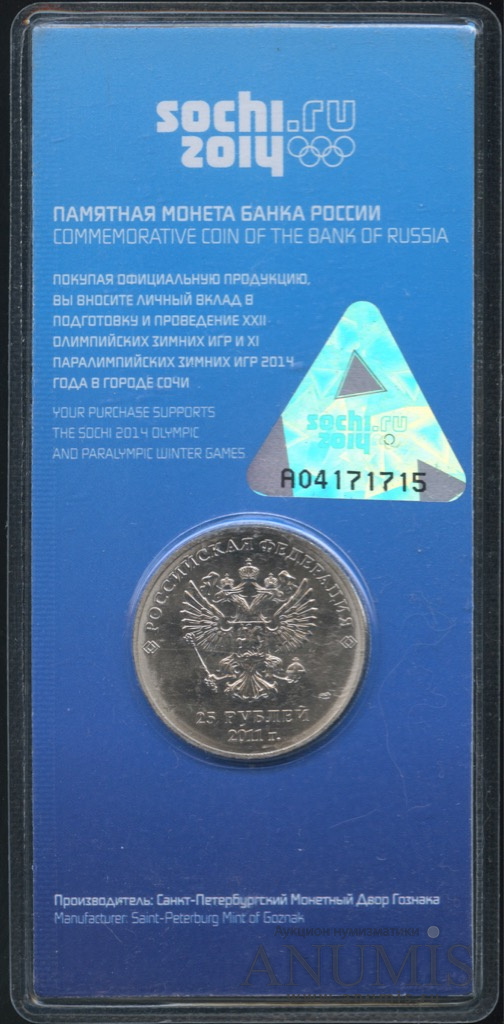 sochi.ru
2014
ПАМЯТНАЯ МОНЕТА БАНКА РОССИИ
COMMEMORATIVE COIN OF THE BANK OF RUSSIA
ПОКУПАЯ ОФИЦИАЛЬНУЮ ПРОДУКЦИЮ,
ВЫ ВНОСИТЕ ЛИЧНЫЙ ВКЛАД В
ПОДГОТОВКУ И ПРОВЕДЕНИЕ XXII
ОЛИМПИЙСКИХ ЗИМНИХ ИГР И XI
ПАРАЛИМПИЙСКИХ ЗИМНИХ ИГР 2014
ГОДА В ГОРОДЕ СОЧИ
YOUR PURCHASE SUPPORTS
THE SOCHI 2014 OLYMPIC
AND PARALYMPIC WINTER GAMES
sochi.ru
2014
A04171715
РОССИЙСКАЯ ФЕДЕРАЦИЯ
25 РУБЛЕЙ
2011 г.
Производитель: Санкт-Петербургский Монетный Двор Гознака
Manufacturer: Saint-Peterburg Mint of Goznak
Аукцион нумизматики
ANUMIS